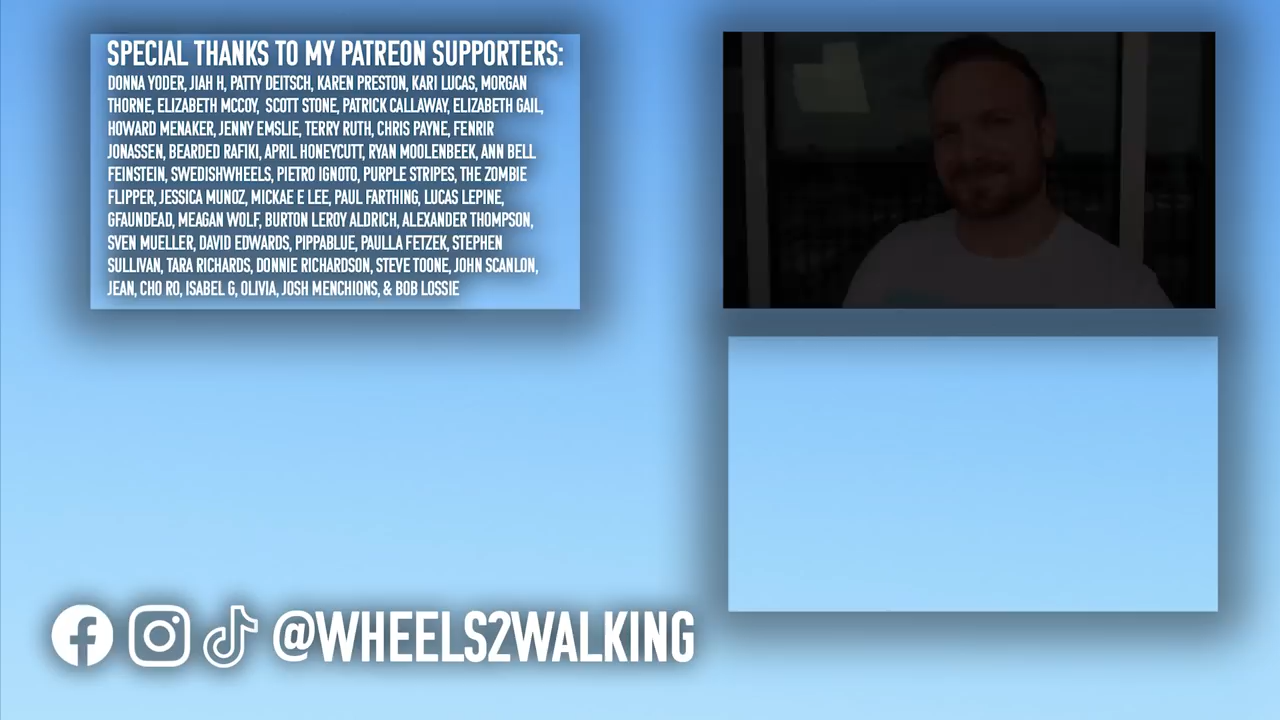 SPECIAL THANKS TO MY PATREON SUPPORTERS:
DONNA YODER, JIAH H, PATTY DEITSCH, KAREN PRESTON, KARI LUCAS, MORGAN
THORNE, ELIZABETH MCCOY, SCOTT STONE, PATRICK CALLAWAY, ELIZABETH GAIL,
HOWARD MENAKER, JENNY EMSLIE, TERRY RUTH, CHRIS PAYNE, FENRIR
JONASSEN, BEARDED RAFIKI, APRIL HONEYCUTT, RYAN MOOLENBEEK, ANN BELL
FEINSTEIN, SWEDISHWHEELS, PIETRO IGNOTO, PURPLE STRIPES, THE ZOMBIE
FLIPPER, JESSICA MUNOZ, MICKAE E LEE, PAUL FARTHING, LUCAS LEPINE,
GFAUNDEAD, MEAGAN WOLF, BURTON LEROY ALDRICH, ALEXANDER THOMPSON,
SVEN MUELLER, DAVID EDWARDS, PIPPABLUE, PAULLA FETZEK, STEPHEN
SULLIVAN, TARA RICHARDS, DONNIE RICHARDSON, STEVE TOONE, JOHN SCANLON,
JEAN, CHO RO, ISABEL G, OLIVIA, JOSH MENCHIONS, & BOB LOSSIE
@WHEELS2WALKING